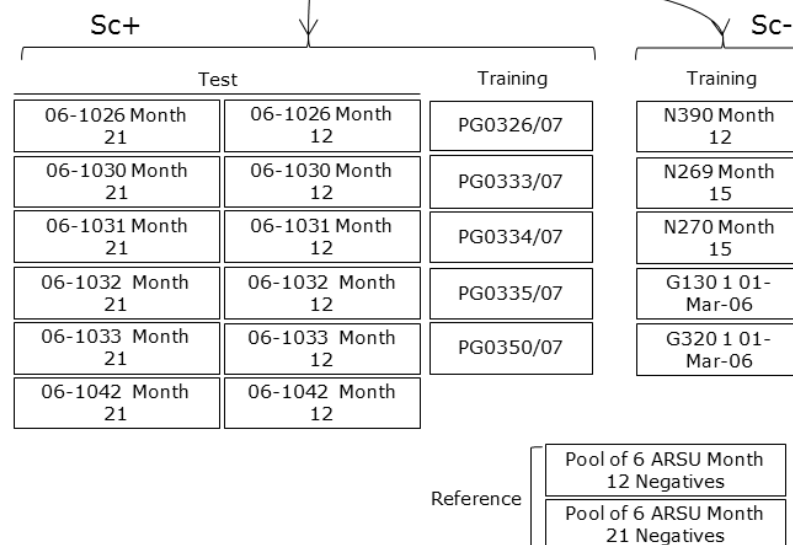 Sc+
Sc-
Test
Training
Training
06-1026 Month
21
06-1026 Month
12
PG0326/07
N390 Month
12
06-1030 Month
21
06-1030 Month
12
PG0333/07
N269 Month
15
06-1031 Month
21
06-1031 Month
12
PG0334/07
N270 Month
15
06-1032 Month
21
06-1032 Month
12
PG0335/07
G130 1 01-
Mar-06
06-1033 Month
21
06-1033 Month
12
PG0350/07
G320 1 01-
Mar-06
06-1042 Month
21
06-1042 Month
12
Reference
Pool of 6 ARSU Month
12 Negatives
Pool of 6 ARSU Month
21 Negatives